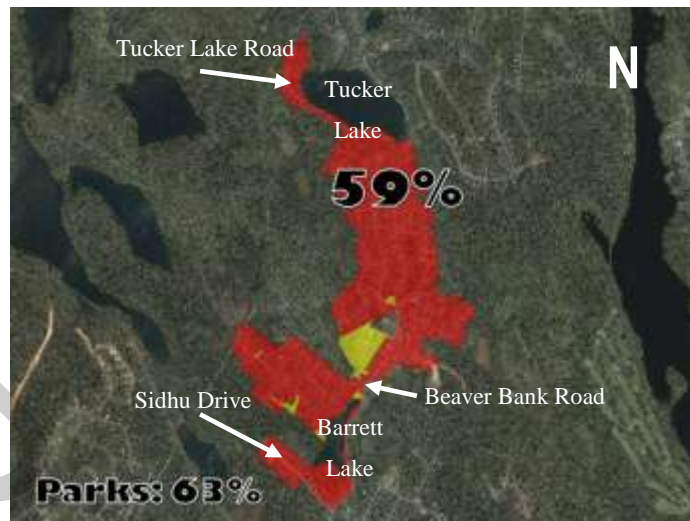 Tucker Lake Road
N
Tucker
Lake
59%
Sidhu Drive
Beaver Bank Road
Barrett
Lake
Parks: 63%